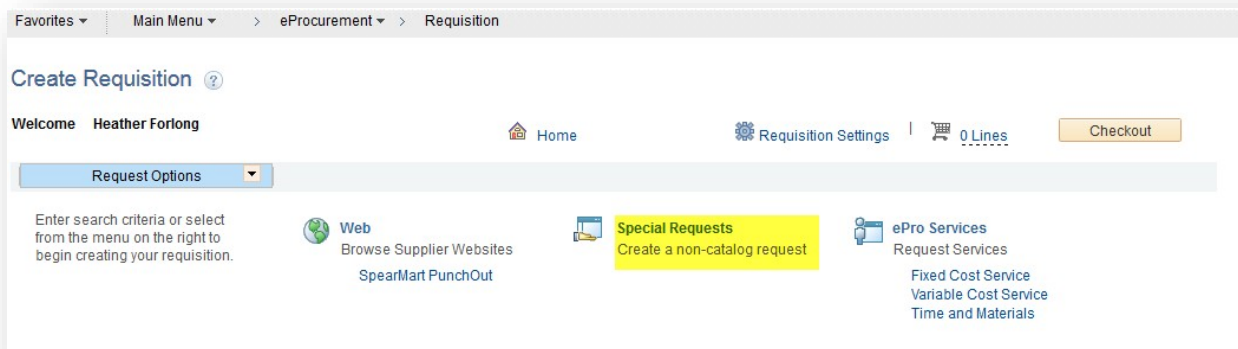 Favorites Main Menu > eProcurement > Requisition
Create Requisition ?
Welcome Heather Forlong
Home Requisition Settings 0 Lines Checkout
Request Options
Enter search criteria or select
from the menu on the right to
begin creating your requisition.
Web
Browse Supplier Websites
SpearMart PunchOut
Special Requests
Create a non-catalog request
ePro Services
Request Services
Fixed Cost Service
Variable Cost Service
Time and Materials